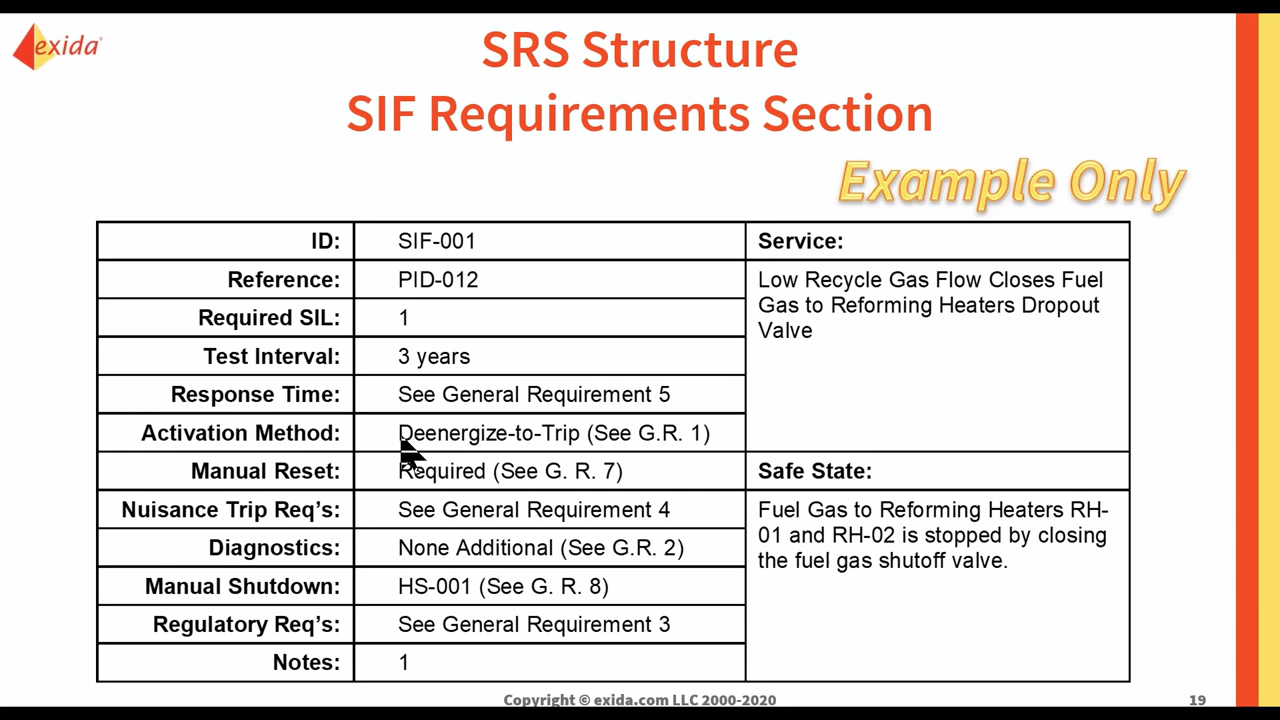 exida
SRS Structure
SIF Requirements Section
Example Only
ID: SIF-001 Service:
Reference: PID-012 Low Recycle Gas Flow Closes Fuel
Gas to Reforming Heaters Dropout
Valve
Required SIL: 1
Test Interval: 3 years
Response Time: See General Requirement 5
Activation Method: Deenergize-to-Trip (See G.R. 1)
Manual Reset: Required (See G. R. 7) Safe State:
Nuisance Trip Req's: See General Requirement 4 Fuel Gas to Reforming Heaters RH-
01 and RH-02 is stopped by closing
the fuel gas shutoff valve.
Diagnostics: None Additional (See G.R. 2)
Manual Shutdown: HS-001 (See G. R. 8)
Regulatory Req's: See General Requirement 3
Notes: 1
Copyright © exida.com LLC 2000-2020 19